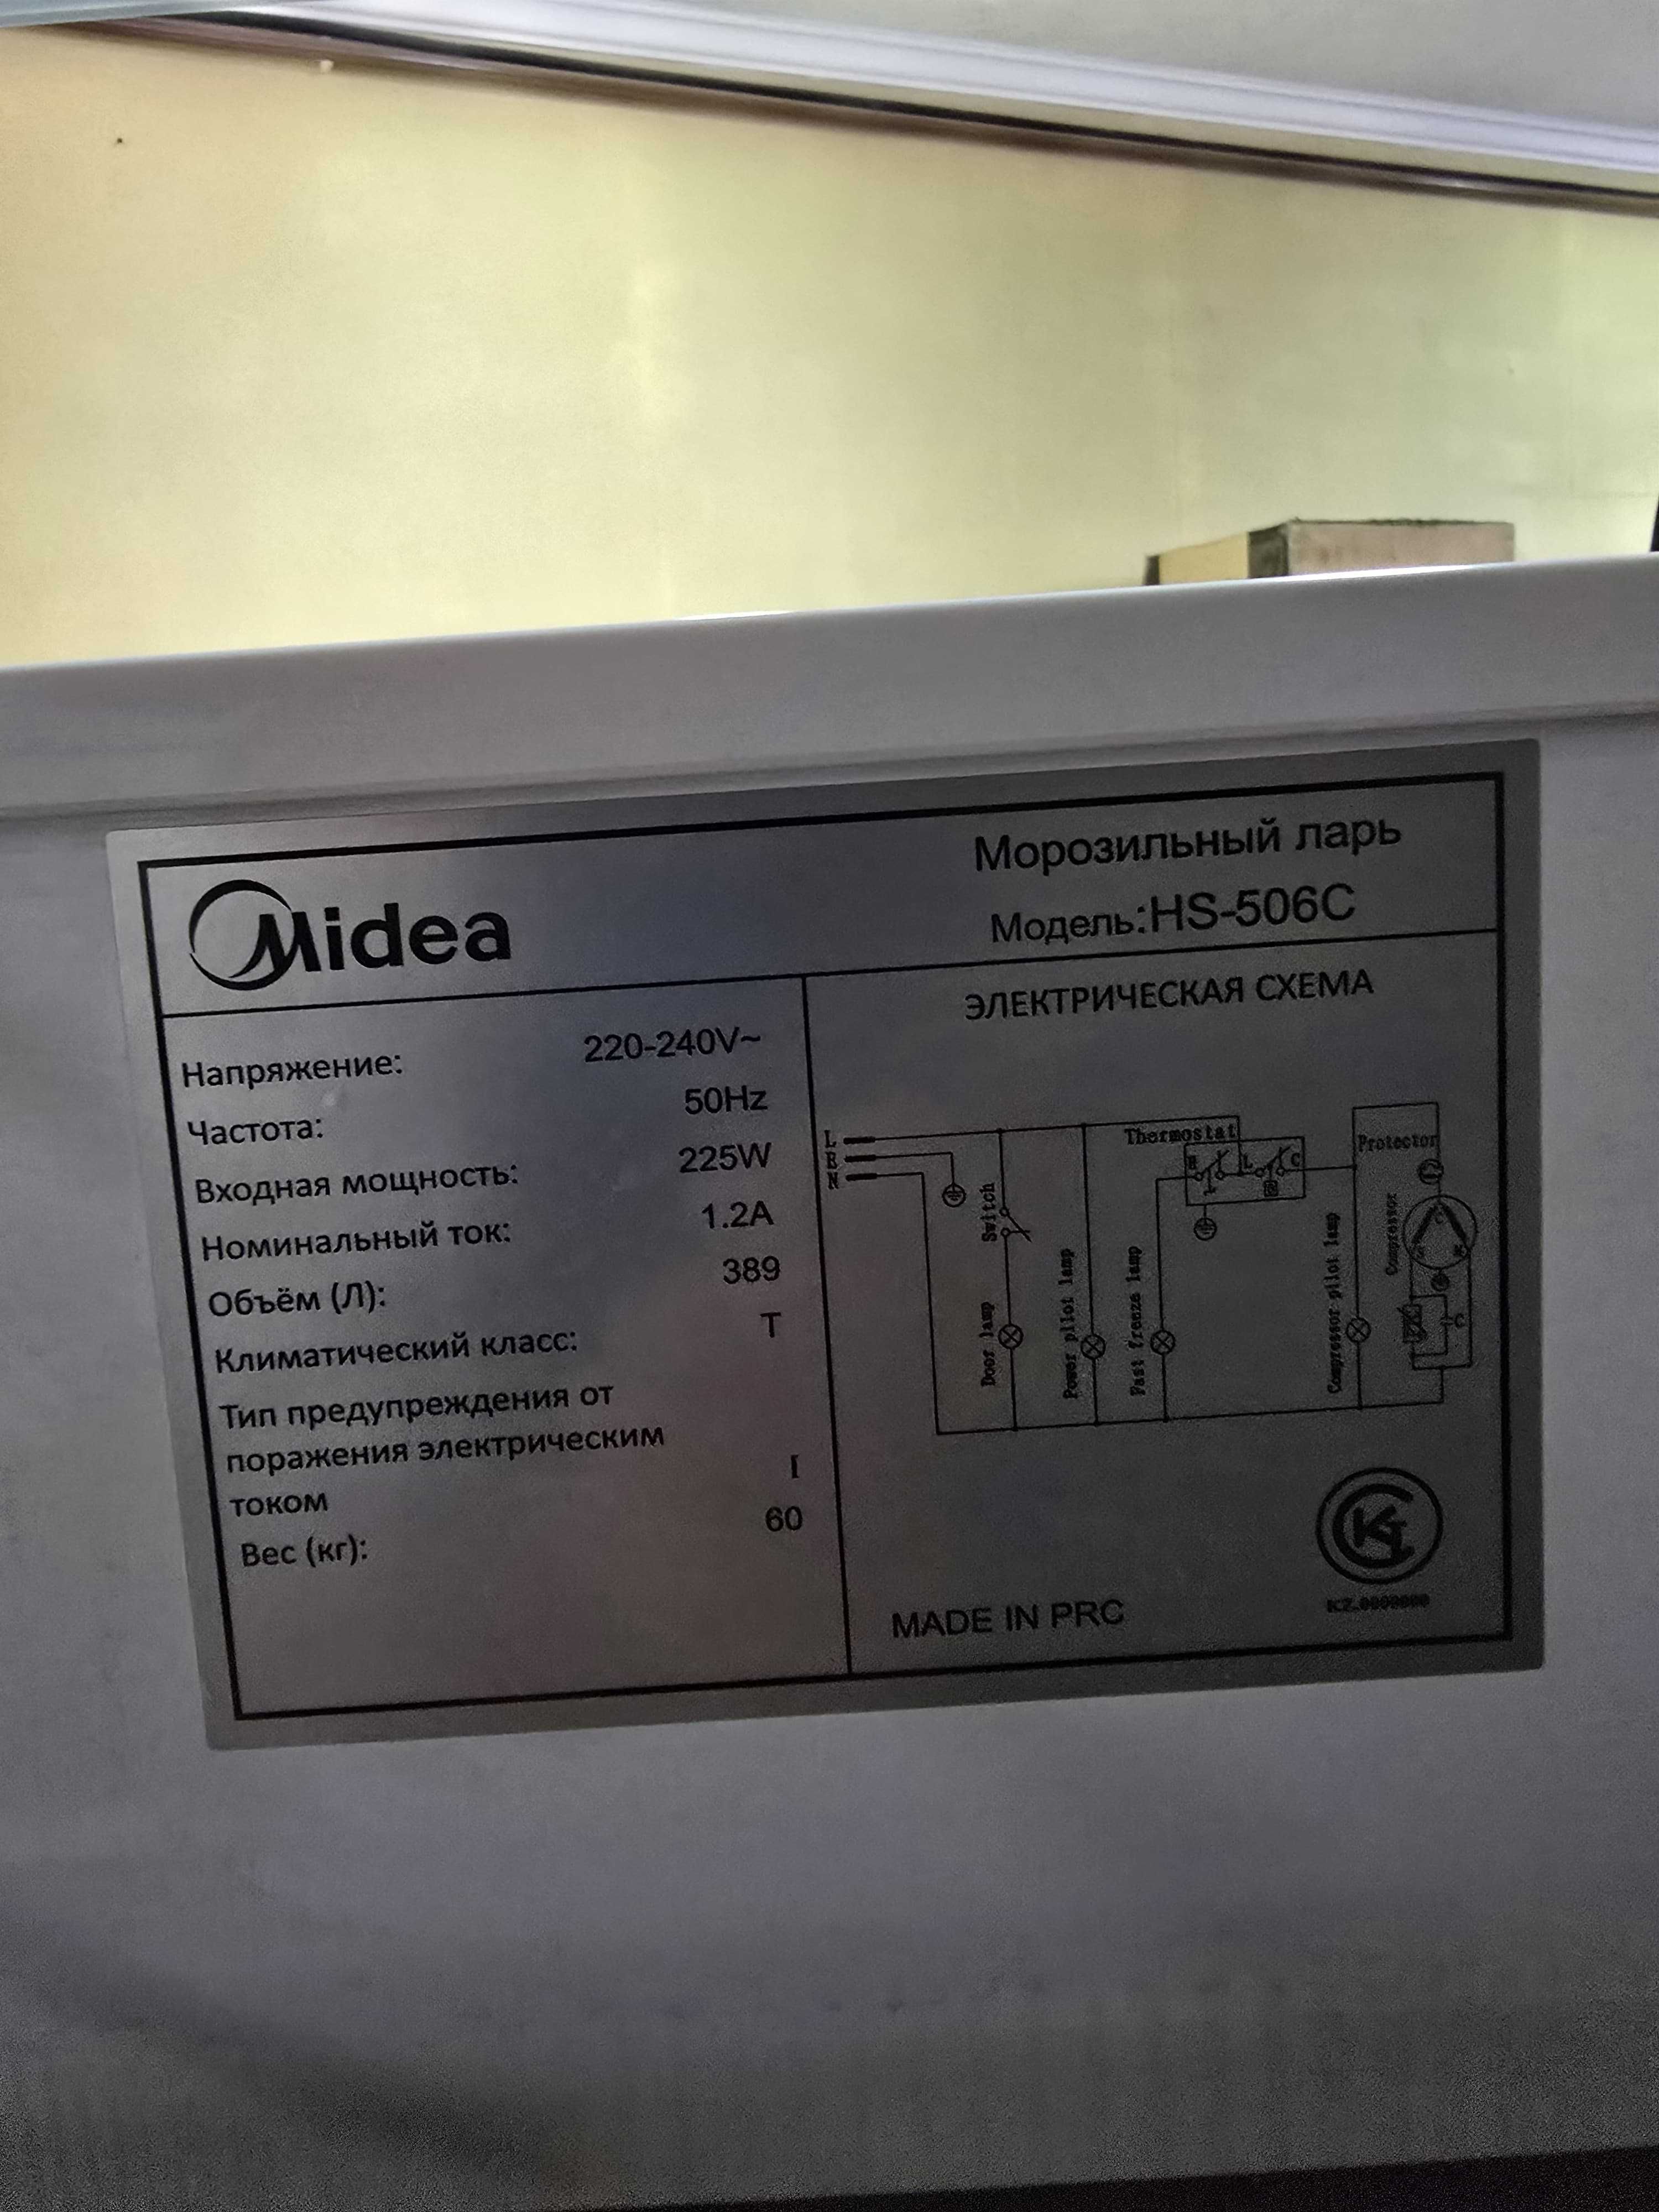 Midea
Морозильный ларь
Модель:HS-506C
Напряжение: 220-240V~
Частота: 50Hz
Входная мощность: 225W
Номинальный ток: 1.2A
Объём (Л): 389
Климатический класс: T
Тип предупреждения от
поражения электрическим
током I
Вес (кг): 60
ЭЛЕКТРИЧЕСКАЯ СХЕМА
L
E
N
Switch
Door lamp
Power pilot lamp
Fast freeze lamp
Thermostat
H L C
Compressor pilot lamp
Protector
Compressor
C
MADE IN PRC